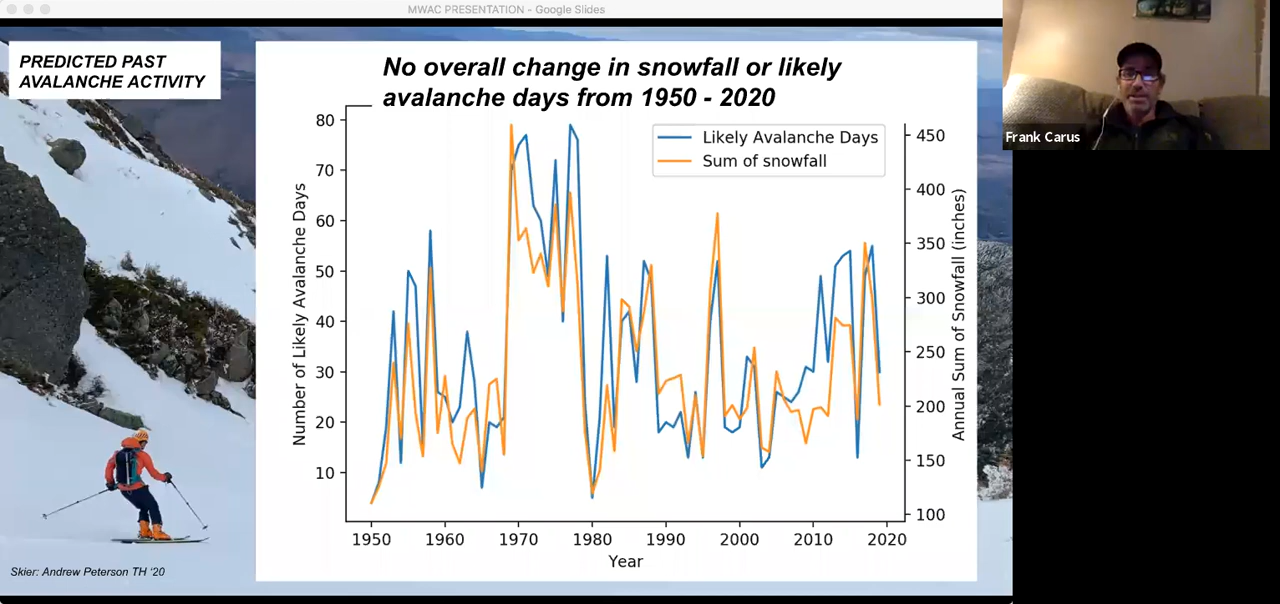 MWAC PRESENTATION - Google Slides
PREDICTED PAST
AVALANCHE ACTIVITY
No overall change in snowfall or likely
avalanche days from 1950 - 2020
Likely Avalanche Days
Sum of snowfall
Number of Likely Avalanche Days
80
70
60
50
40
30
20
10
450
400
350
300
250
200
150
100
Annual Sum of Snowfall (inches)
1950 1960 1970 1980 1990 2000 2010 2020
Year
Skier: Andrew Peterson TH '20
Frank Carus